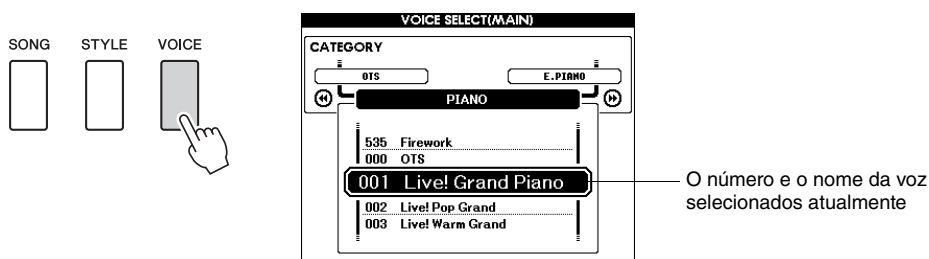 SONG STYLE VOICE
VOICE SELECT(MAIN)
CATEGORY
OTS E.PIANO
PIANO
535 Firework
000 OTS
001 Live! Grand Piano
002 Live! Pop Grand
003 Live! Warm Grand
O número e o nome da voz
selecionados atualmente